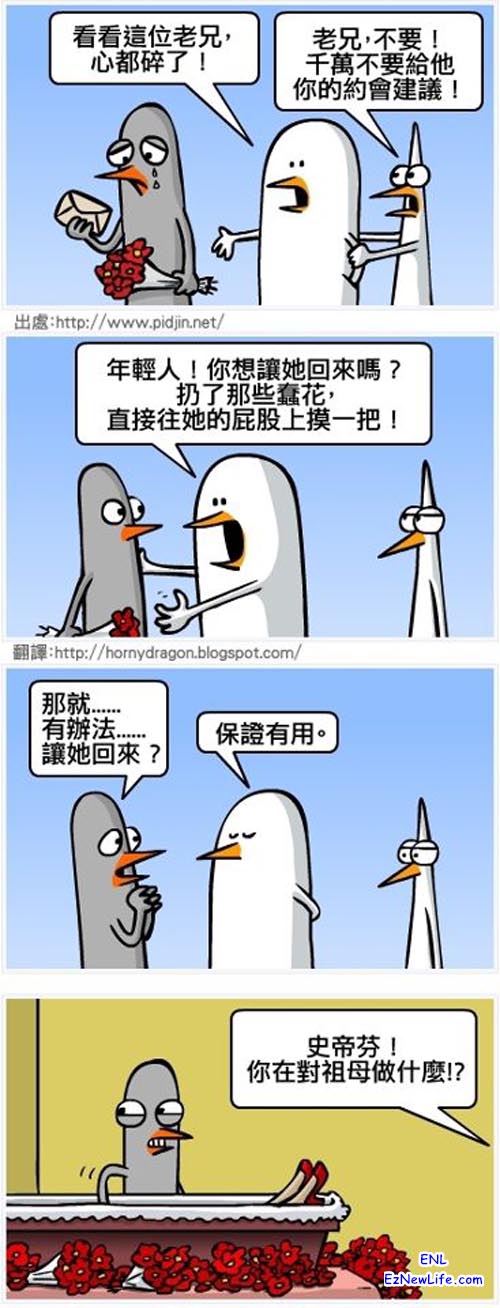 看看這位老兄,
心都碎了！
老兄,不要！
千萬不要給他
你的約會建議！
出處:http://www.pidjin.net/
年輕人！你想讓她回來嗎？
扔了那些蠢花,
直接往她的屁股上摸一把！
翻譯:http://hornydragon.blogspot.com/
那就......
有辦法......
讓她回來？
保證有用。
史帝芬！
你在對祖母做什麼!?
ENL
EzNewLife.com